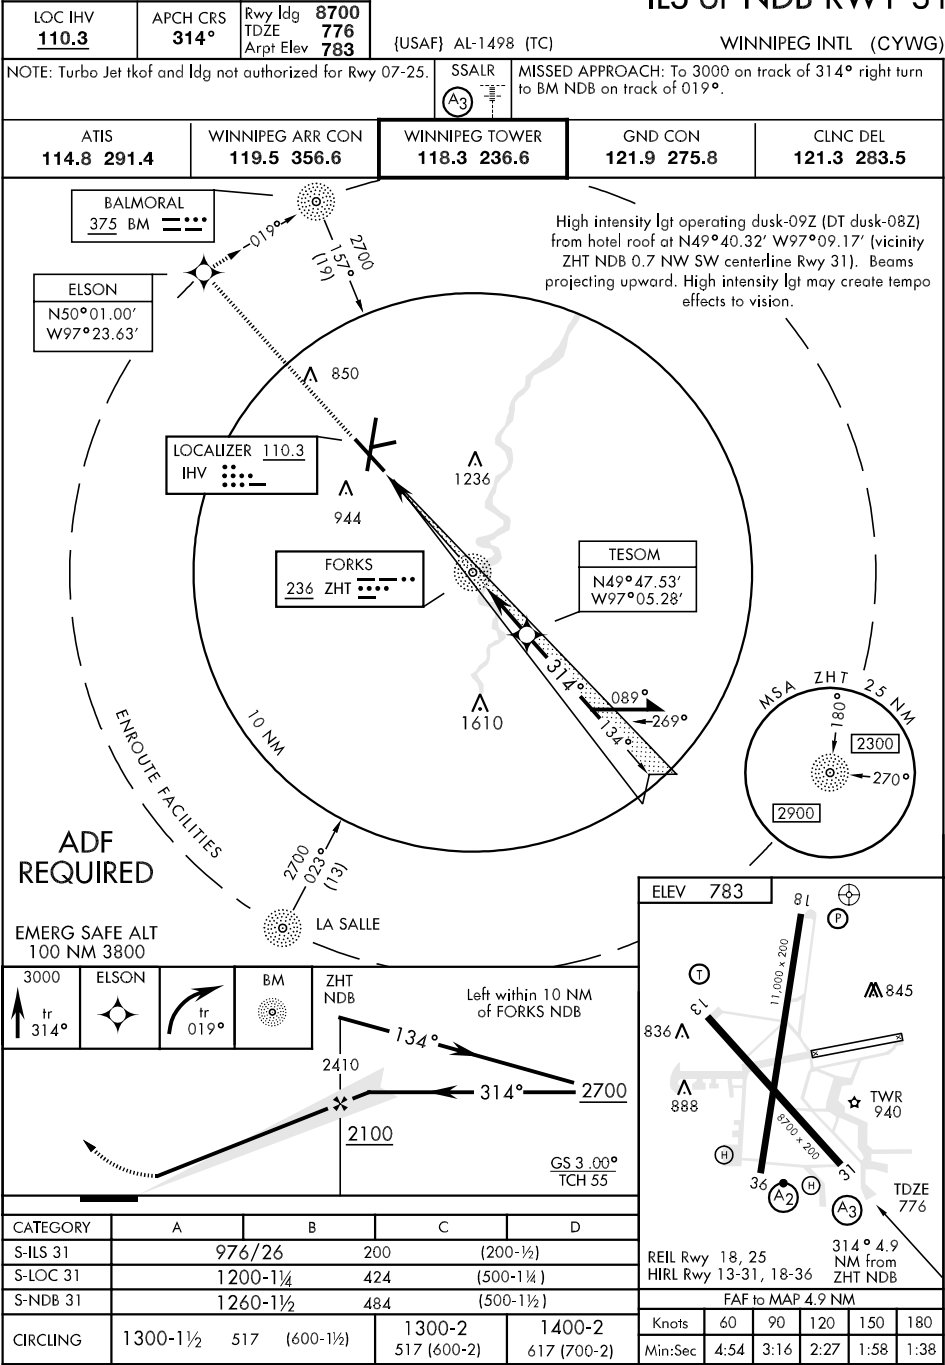 ILS or NDB RWY 31
LOC IHV
110.3
APCH CRS
314°
Rwy ldg 8700
TDZE 776
Arpt Elev 783
{USAF} AL-1498 (TC)
WINNIPEG INTL (CYWG)
NOTE: Turbo Jet tkof and ldg not authorized for Rwy 07-25.
SSALR
A3
MISSED APPROACH: To 3000 on track of 314° right turn
to BM NDB on track of 019°.
ATIS
114.8 291.4
WINNIPEG ARR CON
119.5 356.6
WINNIPEG TOWER
118.3 236.6
GND CON
121.9 275.8
CLNC DEL
121.3 283.5
BALMORAL
375 BM
019°
2700
157°
(19)
High intensity lgt operating dusk-09Z (DT dusk-08Z)
from hotel roof at N49°40.32' W97°09.17' (vicinity
ZHT NDB 0.7 NW SW centerline Rwy 31). Beams
projecting upward. High intensity lgt may create tempo
effects to vision.
ELSON
N50°01.00'
W97°23.63'
850
LOCALIZER 110.3
IHV
1236
944
FORKS
236 ZHT
TESOM
N49°47.53'
W97°05.28'
314°
089°
269°
134°
1610
10 NM
ENROUTE FACILITIES
MSA ZHT 25 NM
180°
2300
270°
2900
ADF
REQUIRED
2700
023°
(13)
LA SALLE
EMERG SAFE ALT
100 NM 3800
ELEV 783
18
P
11,000 x 200
T
13
845
836
888
TWR
940
8700 x 200
H
36
A2
H
31
A3
TDZE
776
314° 4.9
NM from
ZHT NDB
REIL Rwy 18, 25
HIRL Rwy 13-31, 18-36
3000
tr
314°
ELSON
tr
019°
BM
ZHT
NDB
Left within 10 NM
of FORKS NDB
134°
2410
314°
2700
2100
GS 3.00°
TCH 55
CATEGORY A B C D
S-ILS 31 976/26 200 (200-½)
S-LOC 31 1200-1¼ 424 (500-1¼)
S-NDB 31 1260-1½ 484 (500-1½)
CIRCLING 1300-1½ 517 (600-1½) 1300-2 517 (600-2) 1400-2 617 (700-2)
FAF to MAP 4.9 NM
Knots 60 90 120 150 180
Min:Sec 4:54 3:16 2:27 1:58 1:38